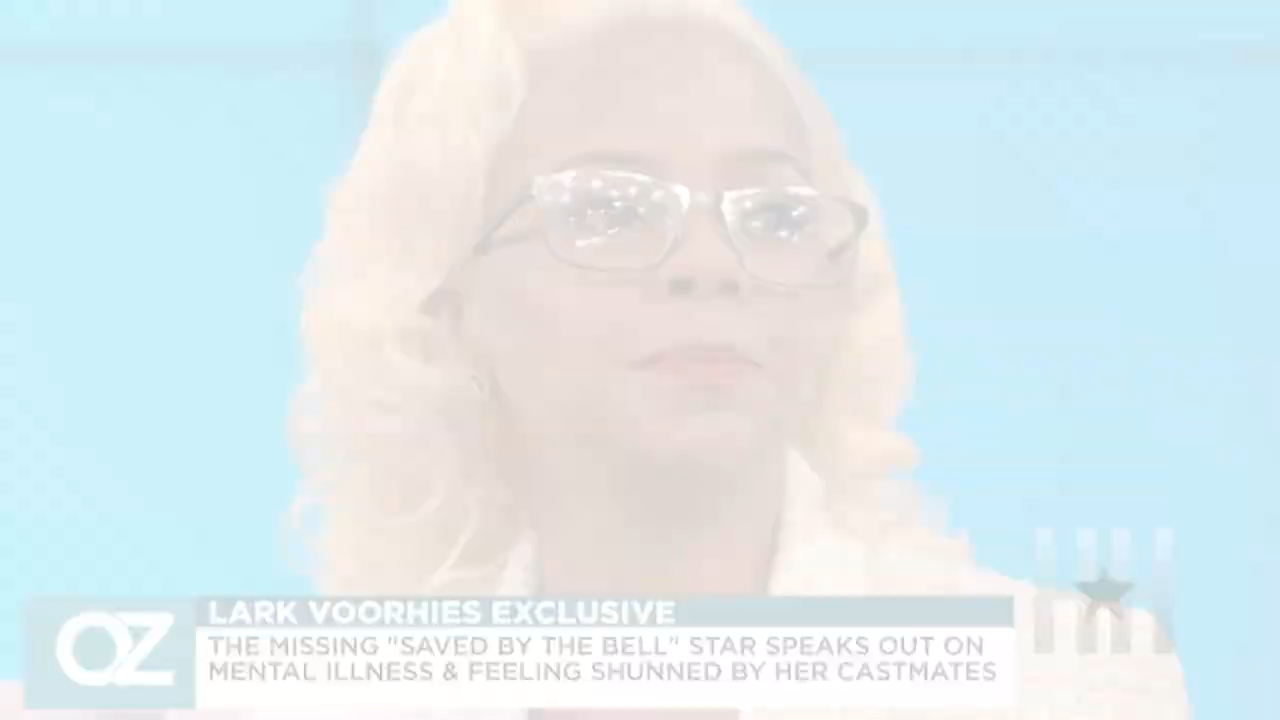 OZ
LARK VOORHIES EXCLUSIVE
THE MISSING "SAVED BY THE BELL" STAR SPEAKS OUT ON
MENTAL ILLNESS & FEELING SHUNNED BY HER CASTMATES